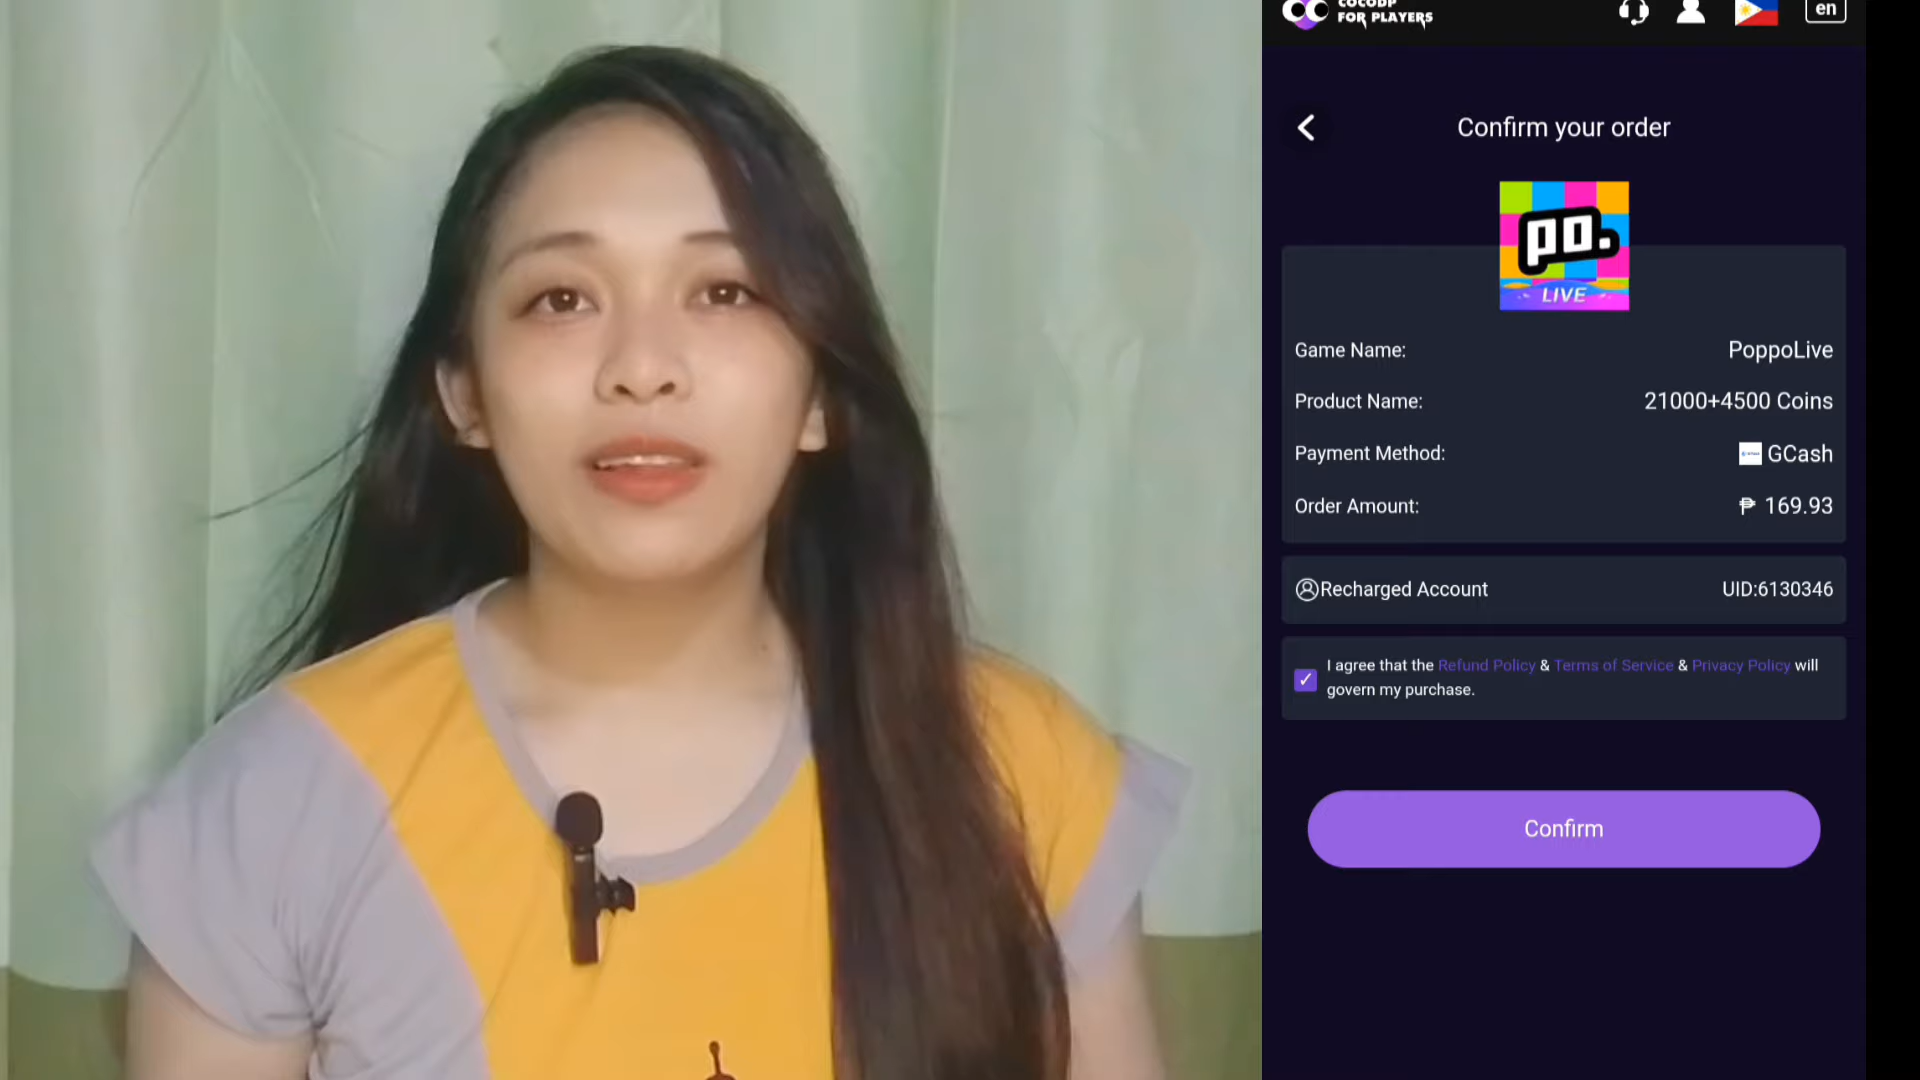 COCODP
FOR PLAYERS
en
Confirm your order
po.
LIVE
Game Name: PoppoLive
Product Name: 21000+4500 Coins
Payment Method: GCash
Order Amount: ₱ 169.93
Recharged Account UID:6130346
I agree that the Refund Policy & Terms of Service & Privacy Policy will
govern my purchase.
Confirm